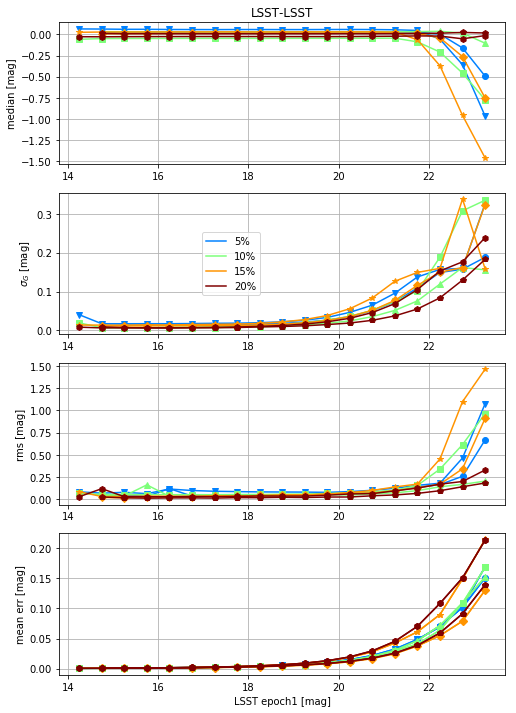 LSST-LSST
0.00
−0.25
−0.50
−0.75
−1.00
−1.25
−1.50
median [mag]
14 16 18 20 22
0.3
0.2
0.1
0.0
σG [mag]
5%
10%
15%
20%
14 16 18 20 22
1.50
1.25
1.00
0.75
0.50
0.25
0.00
rms [mag]
14 16 18 20 22
0.20
0.15
0.10
0.05
0.00
mean err [mag]
14 16 18 20 22
LSST epoch1 [mag]